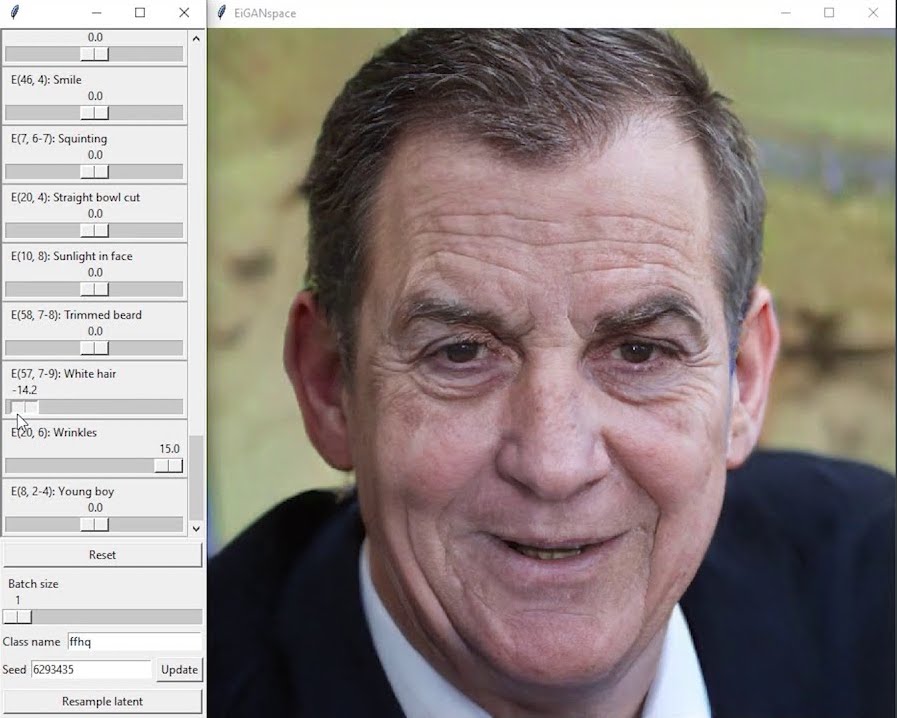 EiGANspace
0.0
E(46, 4): Smile
0.0
E(7, 6-7): Squinting
0.0
E(20, 4): Straight bowl cut
0.0
E(10, 8): Sunlight in face
0.0
E(58, 7-8): Trimmed beard
0.0
E(57, 7-9): White hair
-14.2
E(20, 6): Wrinkles
15.0
E(8, 2-4): Young boy
0.0
Reset
Batch size
1
Class name ffhq
Seed 6293435 Update
Resample latent